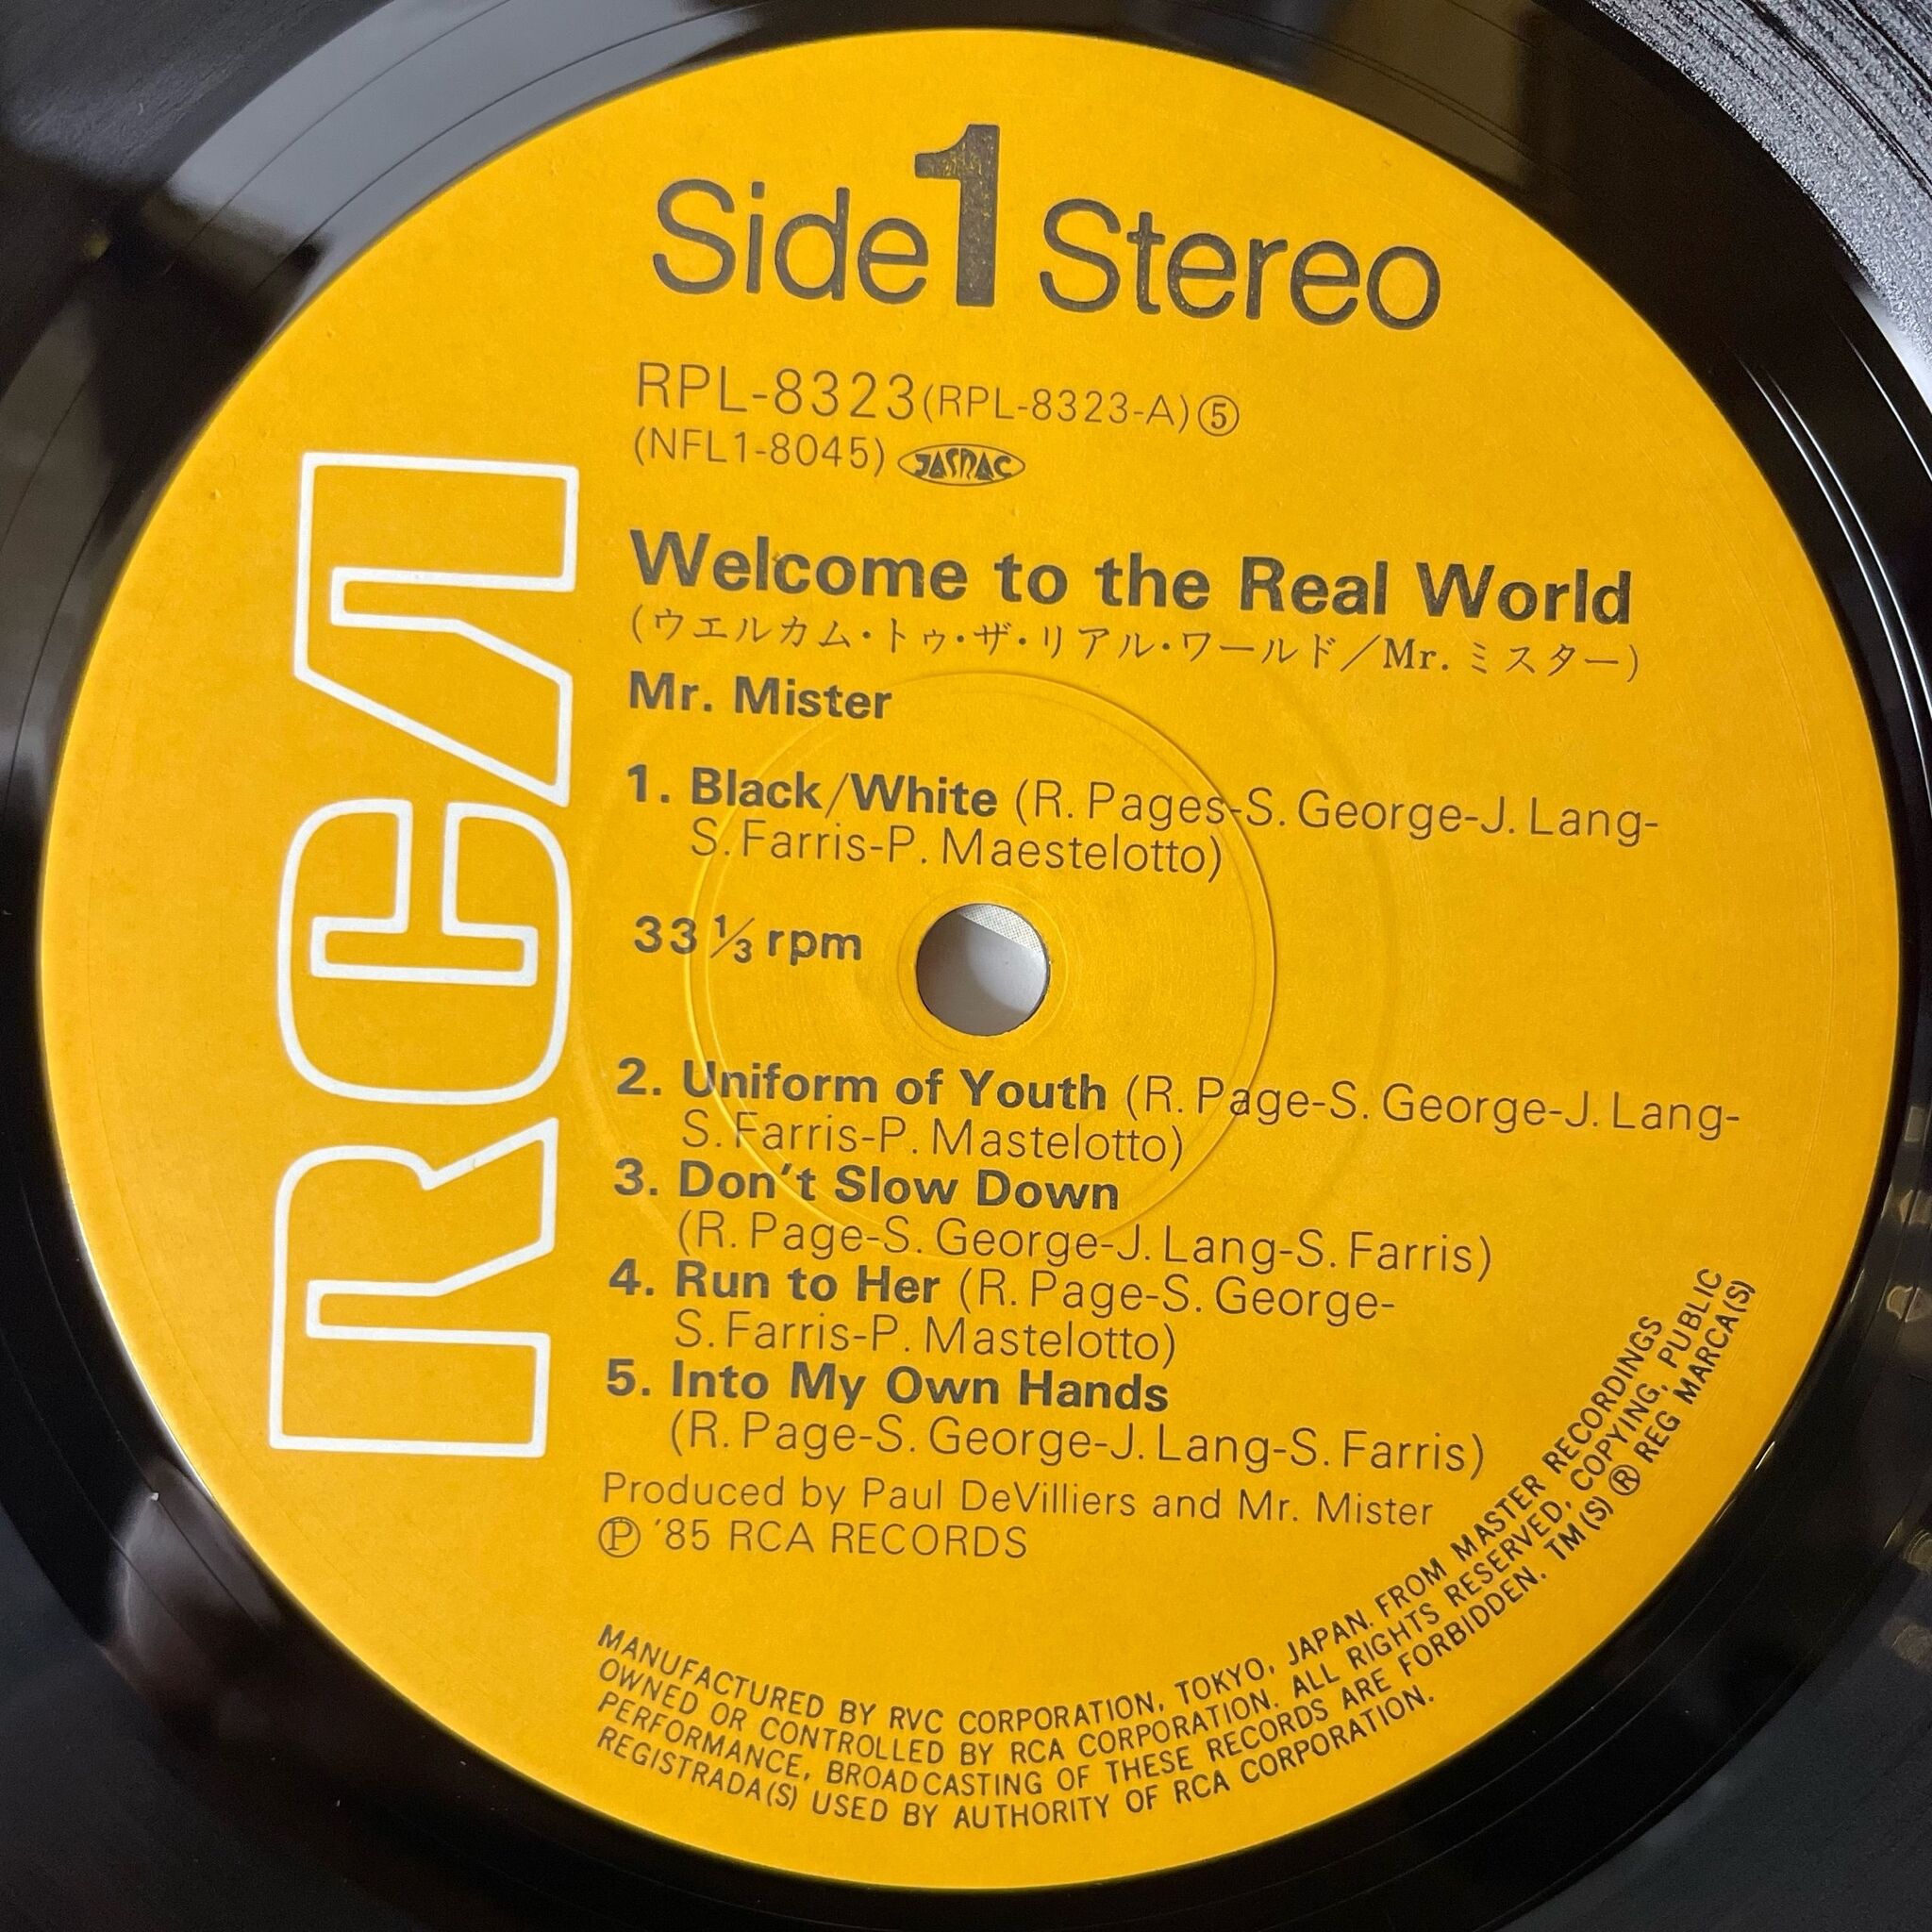 Side 1 Stereo
RPL-8323(RPL-8323-A)⑤
(NFL1-8045) JASRAC
RCA
Welcome to the Real World
(ウエルカム・トゥ・ザ・リアル・ワールド/Mr. ミスター)
Mr. Mister
1. Black/White (R. Pages-S. George-J. Lang-
S. Farris-P. Maestelotto)
33 1/3 rpm
2. Uniform of Youth (R. Page-S. George-J. Lang-
S. Farris-P. Mastelotto)
3. Don't Slow Down
(R. Page-S. George-J. Lang-S. Farris)
4. Run to Her (R. Page-S. George-
S. Farris-P. Mastelotto)
5. Into My Own Hands
(R. Page-S. George-J. Lang-S. Farris)
Produced by Paul DeVilliers and Mr. Mister
Ⓟ '85 RCA RECORDS
MANUFACTURED BY RVC CORPORATION, TOKYO, JAPAN. FROM MASTER RECORDINGS
OWNED OR CONTROLLED BY RCA CORPORATION. ALL RIGHTS RESERVED, COPYING, PUBLIC
PERFORMANCE, BROADCASTING OF THESE RECORDS ARE FORBIDDEN. TM(S) ® REG MARCA(S)
REGISTRADA(S) USED BY AUTHORITY OF RCA CORPORATION.